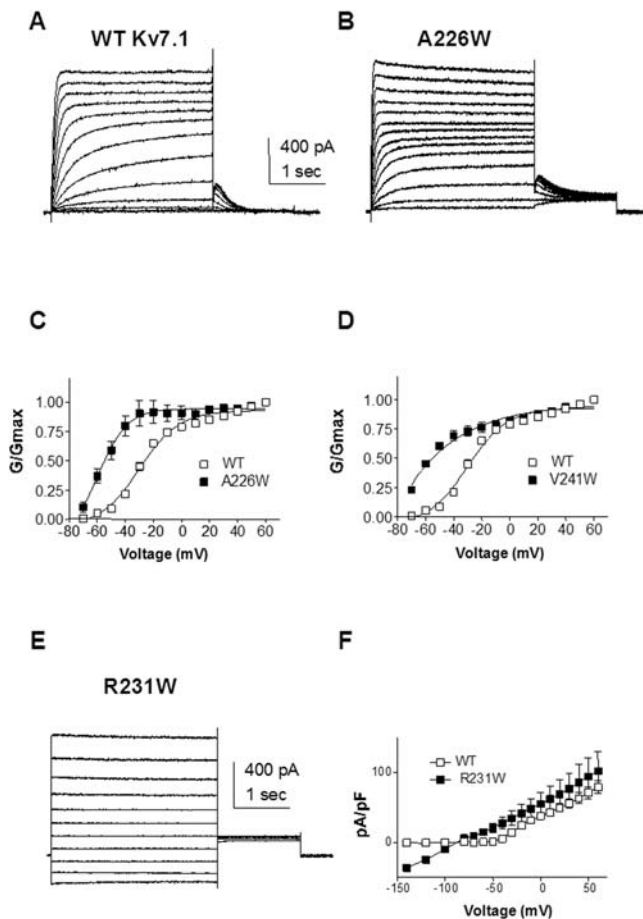 A
B
WT Kv7.1
A226W
400 pA
1 sec
C
D
G/Gmax
1.00
0.75
0.50
0.25
0.00
WT
A226W
-80 -60 -40 -20 0 20 40 60
Voltage (mV)
G/Gmax
1.00
0.75
0.50
0.25
0.00
WT
V241W
-80 -60 -40 -20 0 20 40 60
Voltage (mV)
E
F
R231W
400 pA
1 sec
pA/pF
100
0
WT
R231W
-150 -100 -50 0 50
Voltage (mV)